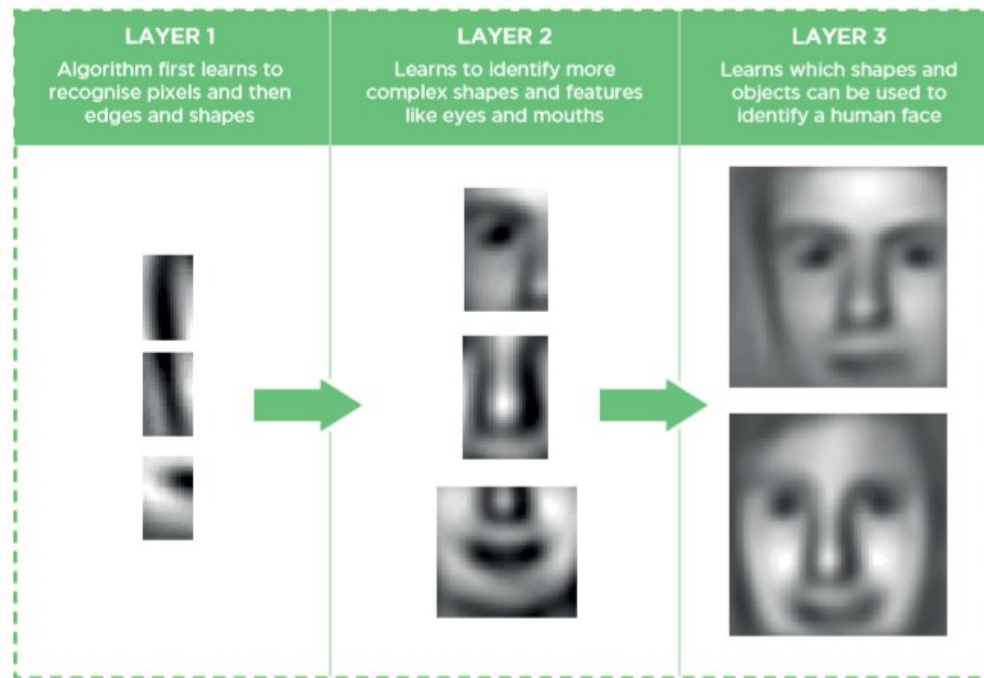 LAYER 1
Algorithm first learns to
recognise pixels and then
edges and shapes
LAYER 2
Learns to identify more
complex shapes and features
like eyes and mouths
LAYER 3
Learns which shapes and
objects can be used to
identify a human face